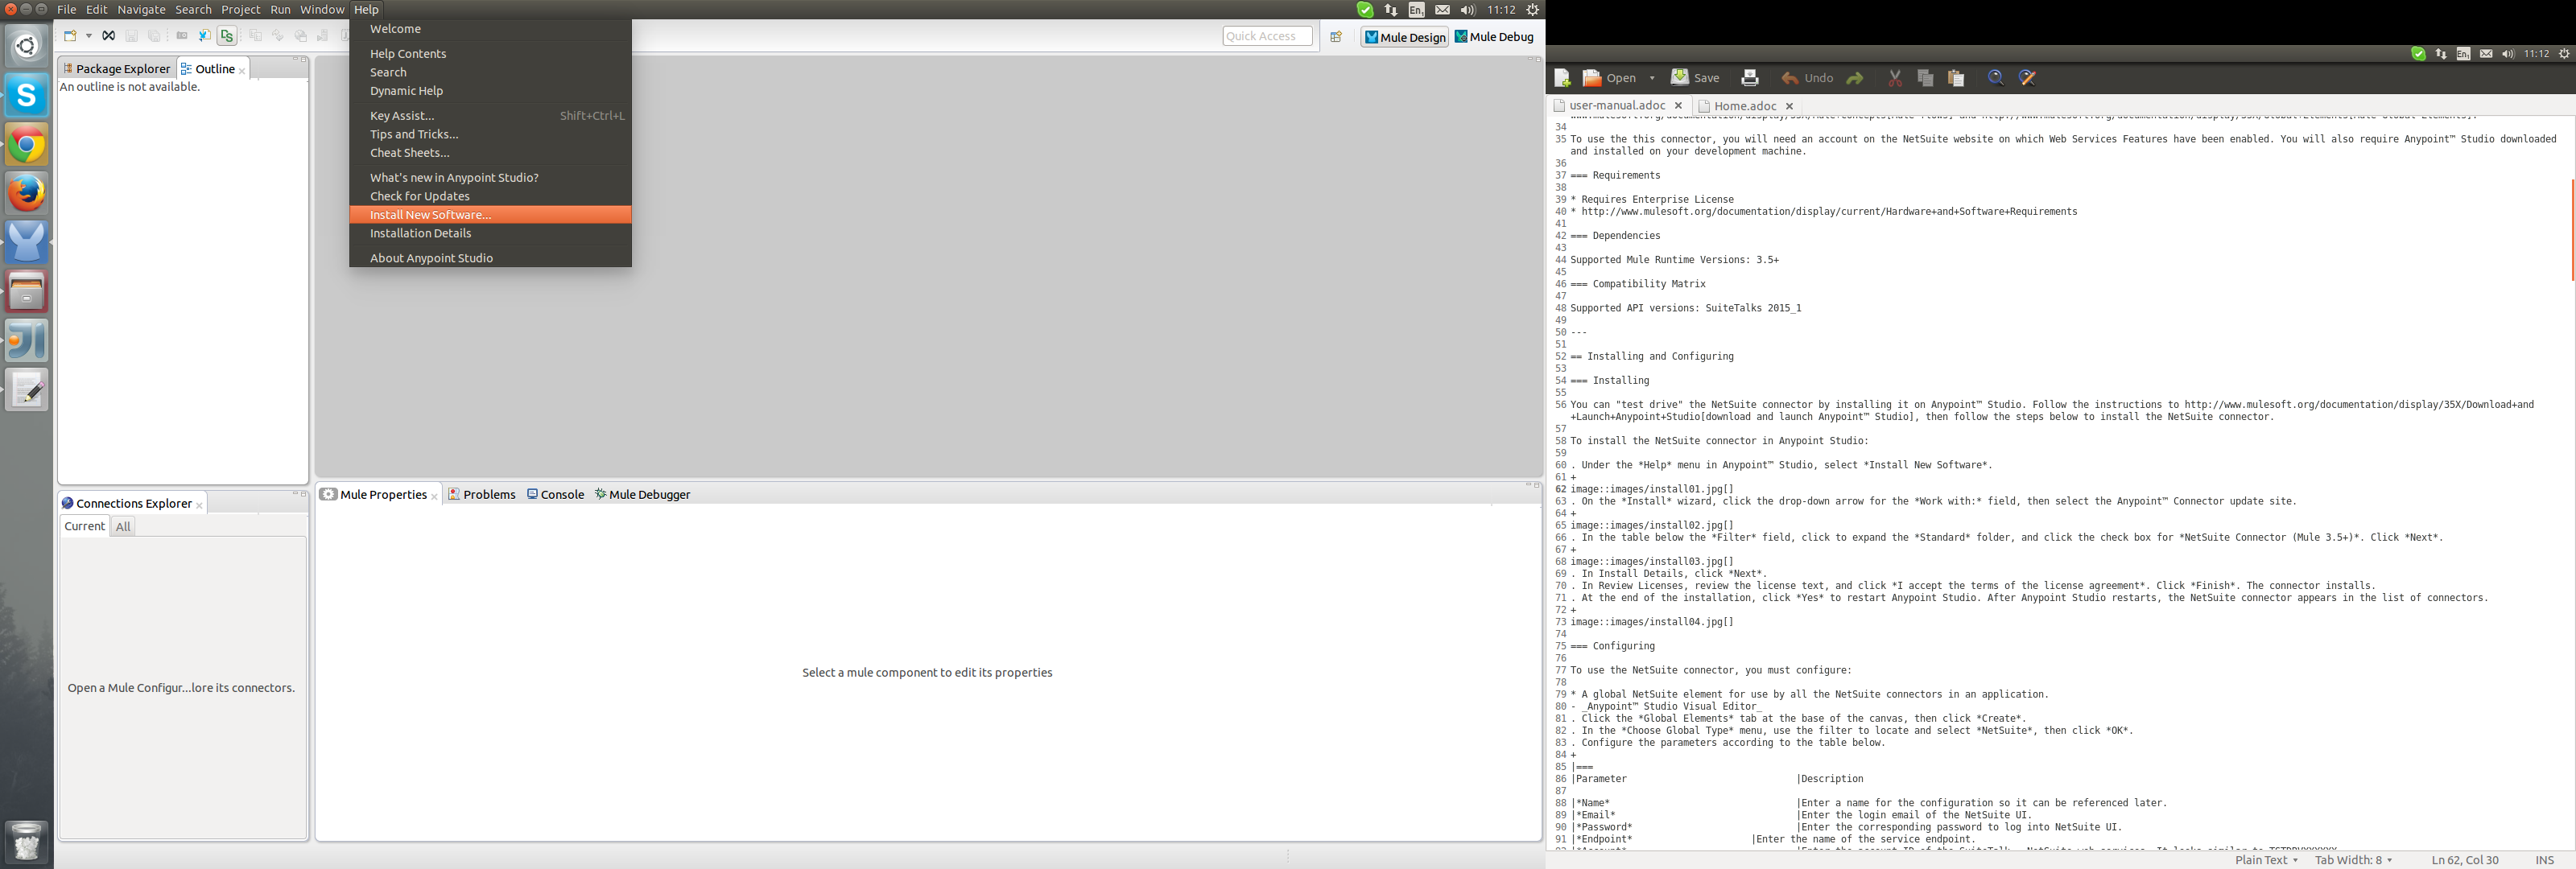 File Edit Navigate Search Project Run Window Help
En 11:12
Welcome
Help Contents
Search
Dynamic Help
Key Assist... Shift+Ctrl+L
Tips and Tricks...
Cheat Sheets...
What's new in Anypoint Studio?
Check for Updates
Install New Software...
Installation Details
About Anypoint Studio
Quick Access
Mule Design
Mule Debug
Package Explorer
Outline
An outline is not available.
Connections Explorer
Current
All
Open a Mule Configur...lore its connectors.
Mule Properties
Problems
Console
Mule Debugger
Select a mule component to edit its properties
En 11:12
Open Save Undo
user-manual.adoc
Home.adoc
34
35 To use the this connector, you will need an account on the NetSuite website on which Web Services Features have been enabled. You will also require Anypoint™ Studio downloaded
and installed on your development machine.
36
37 === Requirements
38
39 * Requires Enterprise License
40 * http://www.mulesoft.org/documentation/display/current/Hardware+and+Software+Requirements
41
42 === Dependencies
43
44 Supported Mule Runtime Versions: 3.5+
45
46 === Compatibility Matrix
47
48 Supported API versions: SuiteTalks 2015_1
49
50 ---
51
52 == Installing and Configuring
53
54 === Installing
55
56 You can "test drive" the NetSuite connector by installing it on Anypoint™ Studio. Follow the instructions to http://www.mulesoft.org/documentation/display/35X/Download+and
+Launch+Anypoint+Studio[download and launch Anypoint™ Studio], then follow the steps below to install the NetSuite connector.
57
58 To install the NetSuite connector in Anypoint Studio:
59
60 . Under the *Help* menu in Anypoint™ Studio, select *Install New Software*.
61 +
62 image::images/install01.jpg[]
63 . On the *Install* wizard, click the drop-down arrow for the *Work with:* field, then select the Anypoint™ Connector update site.
64 +
65 image::images/install02.jpg[]
66 . In the table below the *Filter* field, click to expand the *Standard* folder, and click the check box for *NetSuite Connector (Mule 3.5+)*. Click *Next*.
67 +
68 image::images/install03.jpg[]
69 . In Install Details, click *Next*.
70 . In Review Licenses, review the license text, and click *I accept the terms of the license agreement*. Click *Finish*. The connector installs.
71 . At the end of the installation, click *Yes* to restart Anypoint Studio. After Anypoint Studio restarts, the NetSuite connector appears in the list of connectors.
72 +
73 image::images/install04.jpg[]
74
75 === Configuring
76
77 To use the NetSuite connector, you must configure:
78
79 * A global NetSuite element for use by all the NetSuite connectors in an application.
80 - _Anypoint™ Studio Visual Editor_
81 . Click the *Global Elements* tab at the base of the canvas, then click *Create*.
82 . In the *Choose Global Type* menu, use the filter to locate and select *NetSuite*, then click *OK*.
83 . Configure the parameters according to the table below.
84 +
85 |===
86 |Parameter |Description
87
88 |*Name* |Enter a name for the configuration so it can be referenced later.
89 |*Email* |Enter the login email of the NetSuite UI.
90 |*Password* |Enter the corresponding password to log into NetSuite UI.
91 |*Endpoint* |Enter the name of the service endpoint.
Plain Text Tab Width: 8 Ln 62, Col 30 INS